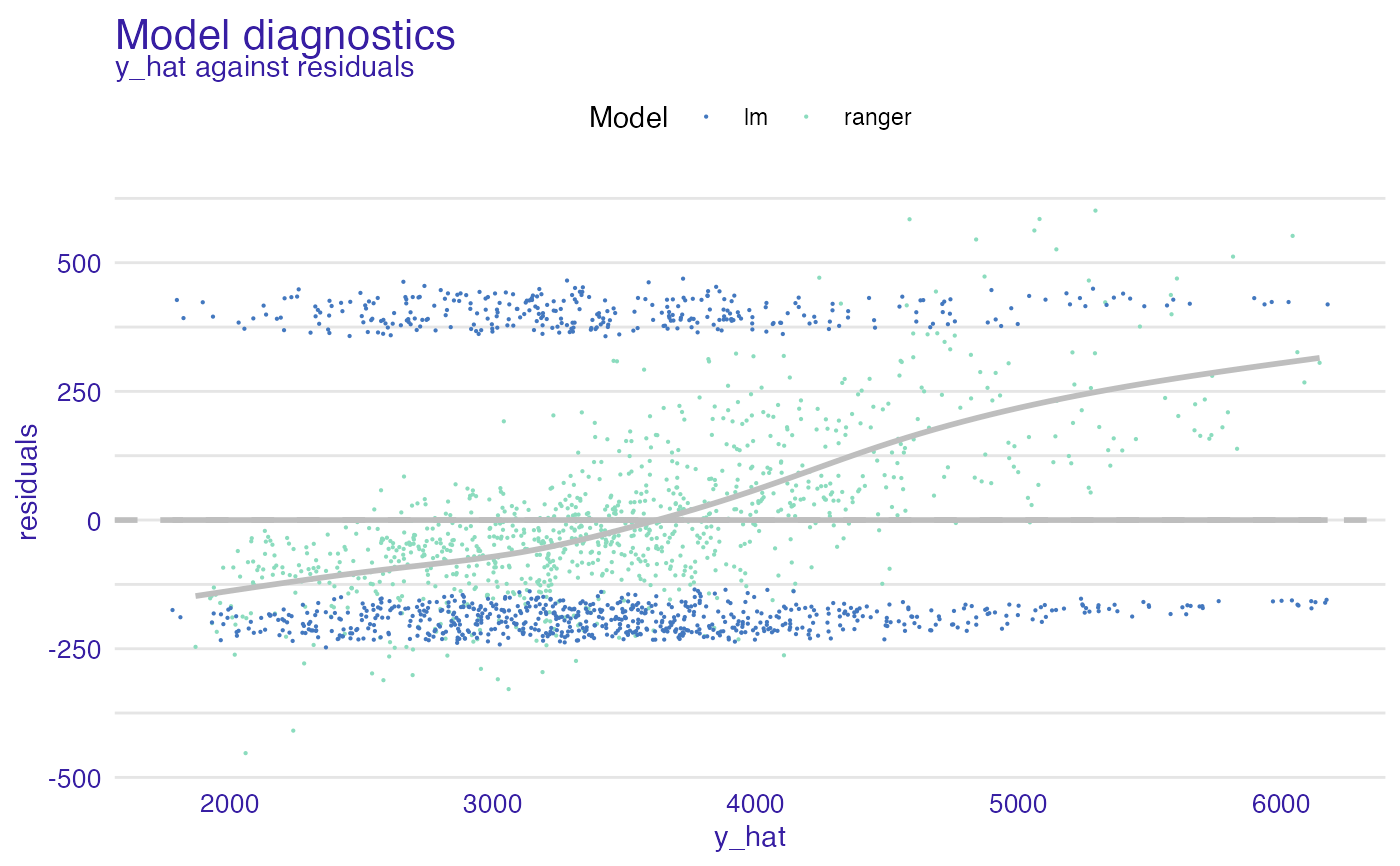 Model diagnostics
y_hat against residuals
Model lm ranger
500
250
0
-250
-500
residuals
2000 3000 4000 5000 6000
y_hat